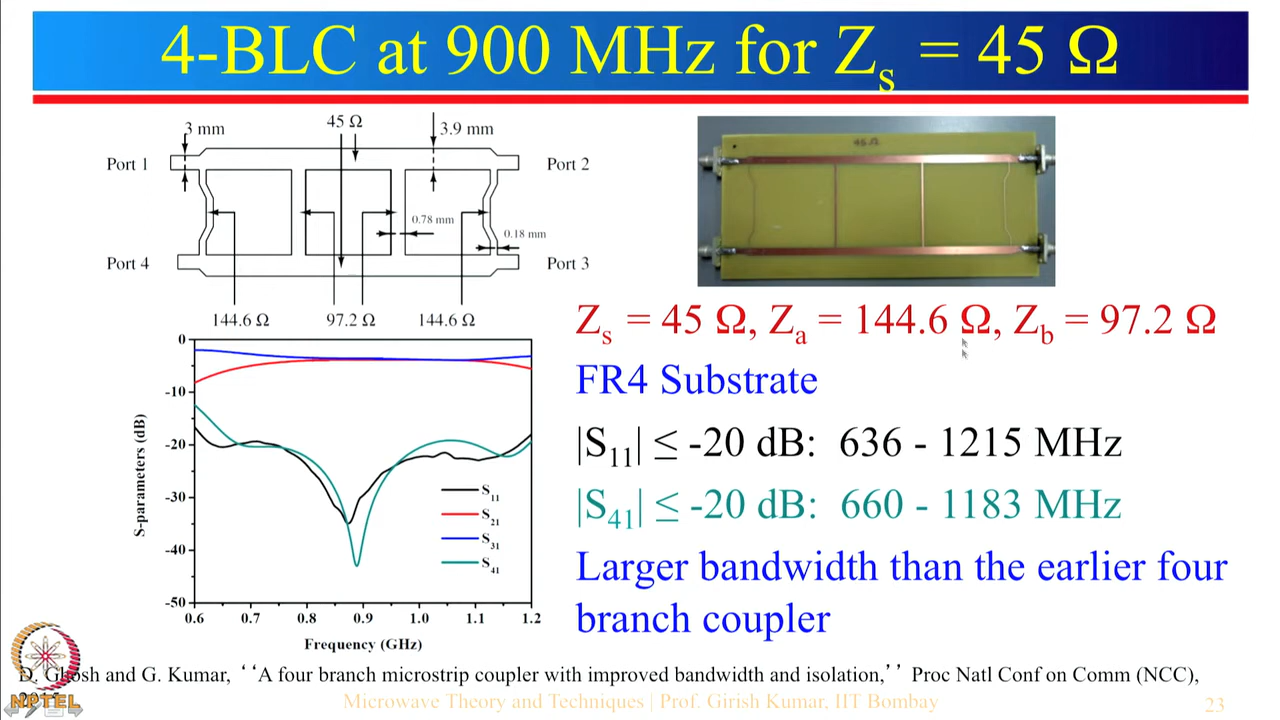 4-BLC at 900 MHz for Zs = 45 Ω
3 mm
45 Ω
3.9 mm
Port 1
Port 2
0.78 mm
0.18 mm
Port 4
Port 3
144.6 Ω
97.2 Ω
144.6 Ω
45 Ω
Zs = 45 Ω, Za = 144.6 Ω, Zb = 97.2 Ω
FR4 Substrate
|S11| ≤ -20 dB: 636 - 1215 MHz
|S41| ≤ -20 dB: 660 - 1183 MHz
Larger bandwidth than the earlier four
branch coupler
S-parameters (dB)
0
-10
-20
-30
-40
-50
S11
S21
S31
S41
0.6 0.7 0.8 0.9 1.0 1.1 1.2
Frequency (GHz)
D. Ghosh and G. Kumar, ‘‘A four branch microstrip coupler with improved bandwidth and isolation,’’ Proc Natl Conf on Comm (NCC),
NPTEL
Microwave Theory and Techniques | Prof. Girish Kumar, IIT Bombay
23